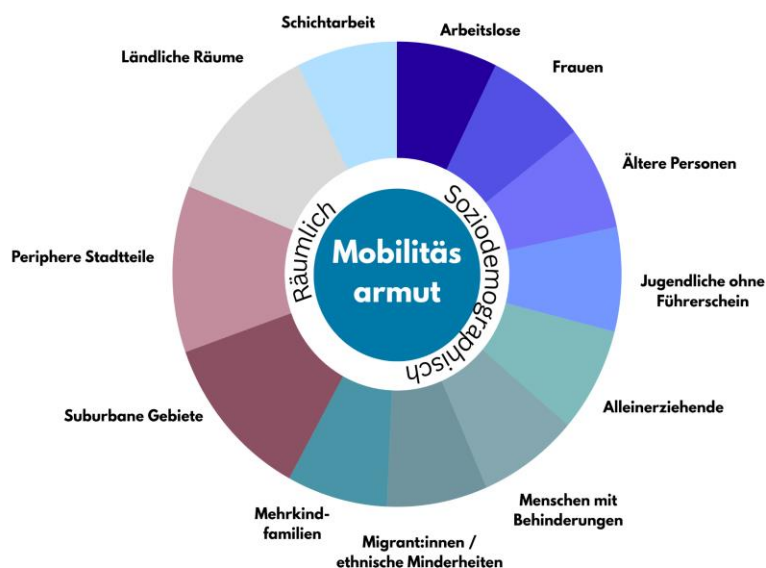 Schichtarbeit
Arbeitslose
Frauen
Ältere Personen
Jugendliche ohne
Führerschein
Alleinerziehende
Menschen mit
Behinderungen
Migrant:innen /
ethnische Minderheiten
Mehrkind-
familien
Suburbane Gebiete
Periphere Stadtteile
Ländliche Räume
Räumlich
Soziodemographisch
Mobilitäs
armut